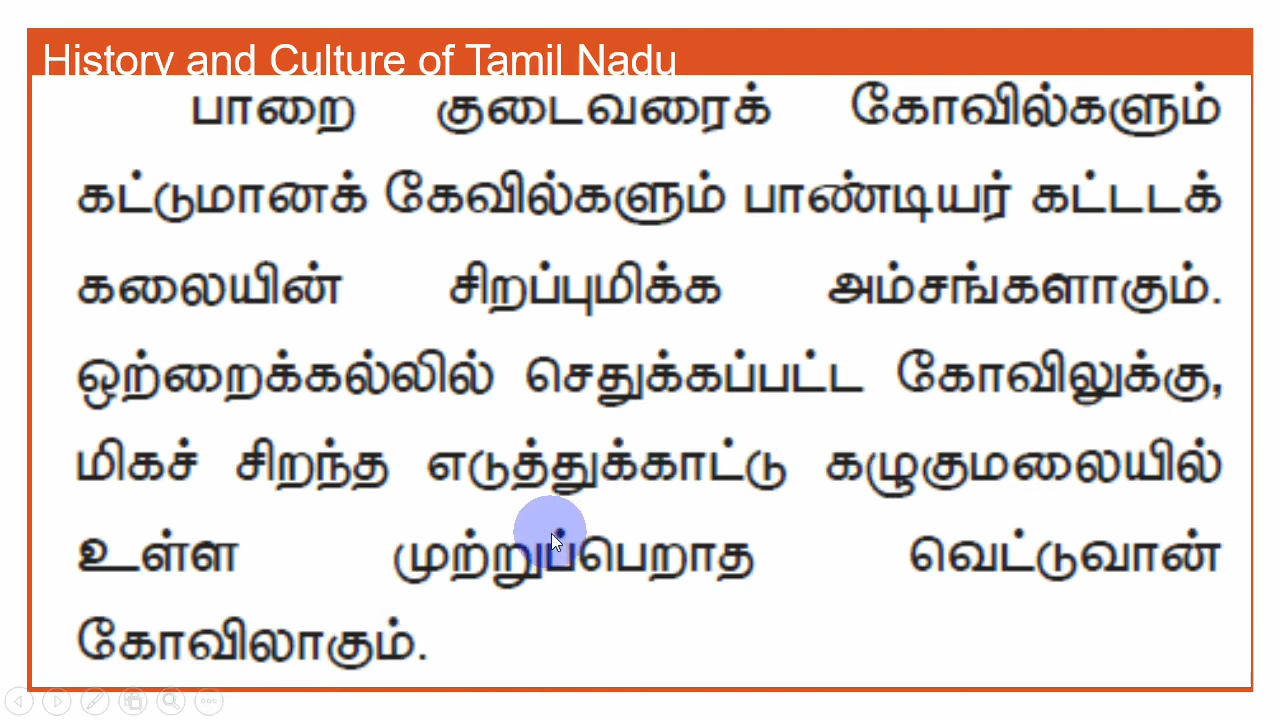 History and Culture of Tamil Nadu
பாறை குடைவரைக் கோவில்களும்
கட்டுமானக் கேவில்களும் பாண்டியர் கட்டடக்
கலையின் சிறப்புமிக்க அம்சங்களாகும்.
ஒற்றைக்கல்லில் செதுக்கப்பட்ட கோவிலுக்கு,
மிகச் சிறந்த எடுத்துக்காட்டு கழுகுமலையில்
உள்ள முற்றுப்பெறாத வெட்டுவான்
கோவிலாகும்.